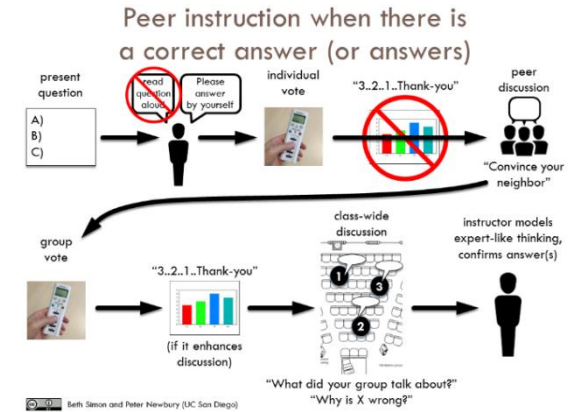 Peer instruction when there is
a correct answer (or answers)
present
question
A)
B)
C)
read
question
aloud
Please
answer
by yourself
individual
vote
"3..2..1..Thank-you"
peer
discussion
"Convince your
neighbor"
group
vote
"3..2..1..Thank-you"
(if it enhances
discussion)
class-wide
discussion
1
3
2
"What did your group talk about?"
"Why is X wrong?"
instructor models
expert-like thinking,
confirms answer(s)
Beth Simon and Peter Newbury (UC San Diego)